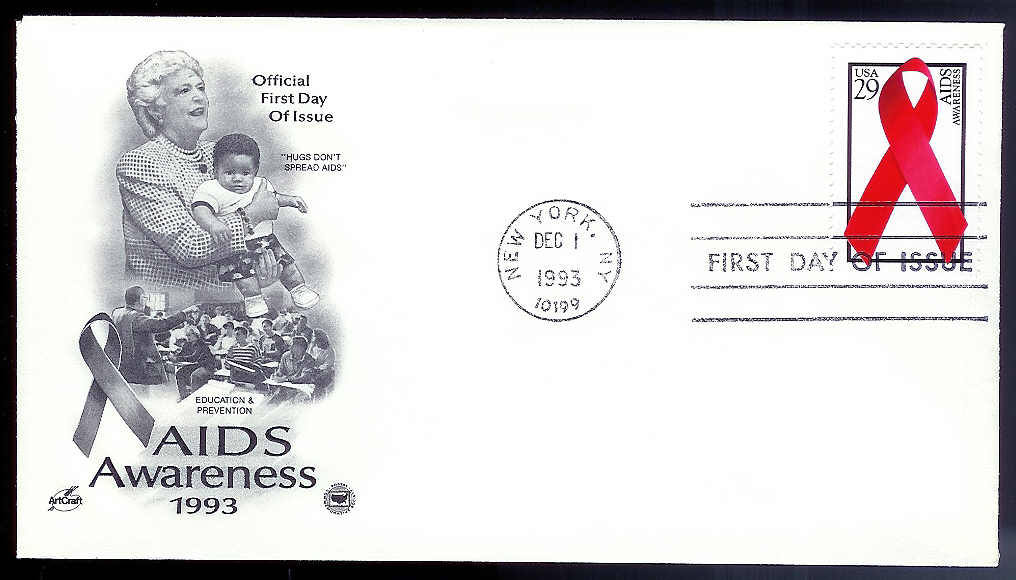 Official
First Day
Of Issue
"HUGS DON'T
SPREAD AIDS"
EDUCATION &
PREVENTION
AIDS
Awareness
1993
ArtCraft
NEW YORK, NY
DEC 1
1993
10199
USA
29
AIDS
AWARENESS
FIRST DAY OF ISSUE